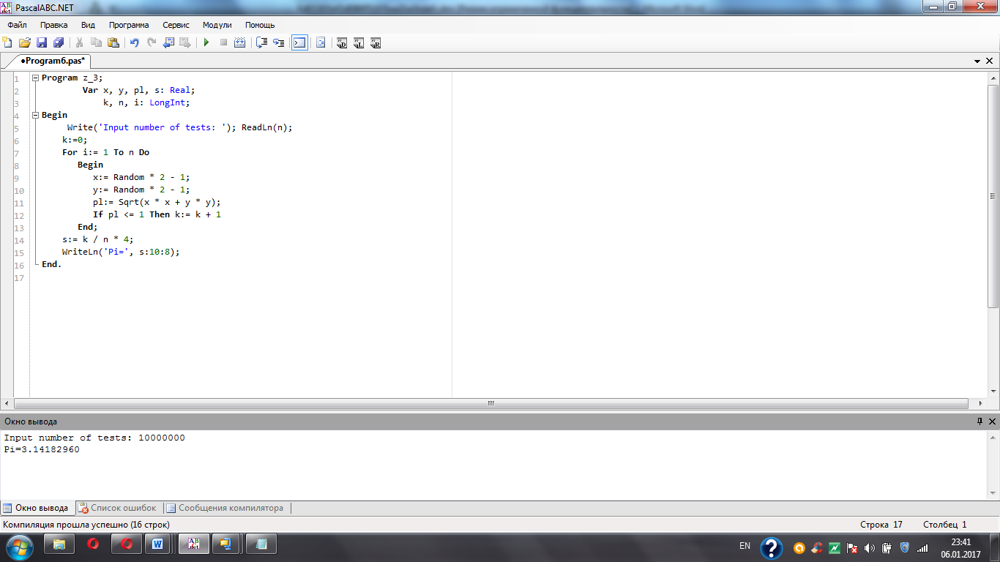 PascalABC.NET
Файл Правка Вид Программа Сервис Модули Помощь
•Program6.pas*
1 Program z_3;
2 Var x, y, pl, s: Real;
3 k, n, i: LongInt;
4 Begin
5 Write('Input number of tests: '); ReadLn(n);
6 k:=0;
7 For i:= 1 To n Do
8 Begin
9 x:= Random * 2 - 1;
10 y:= Random * 2 - 1;
11 pl:= Sqrt(x * x + y * y);
12 If pl <= 1 Then k:= k + 1
13 End;
14 s:= k / n * 4;
15 WriteLn('Pi=', s:10:8);
16 End.
17
Окно вывода
Input number of tests: 10000000
Pi=3.14182960
Окно вывода Список ошибок Сообщения компилятора
Компиляция прошла успешно (16 строк) Строка 17 Столбец 1
EN 23:41
06.01.2017